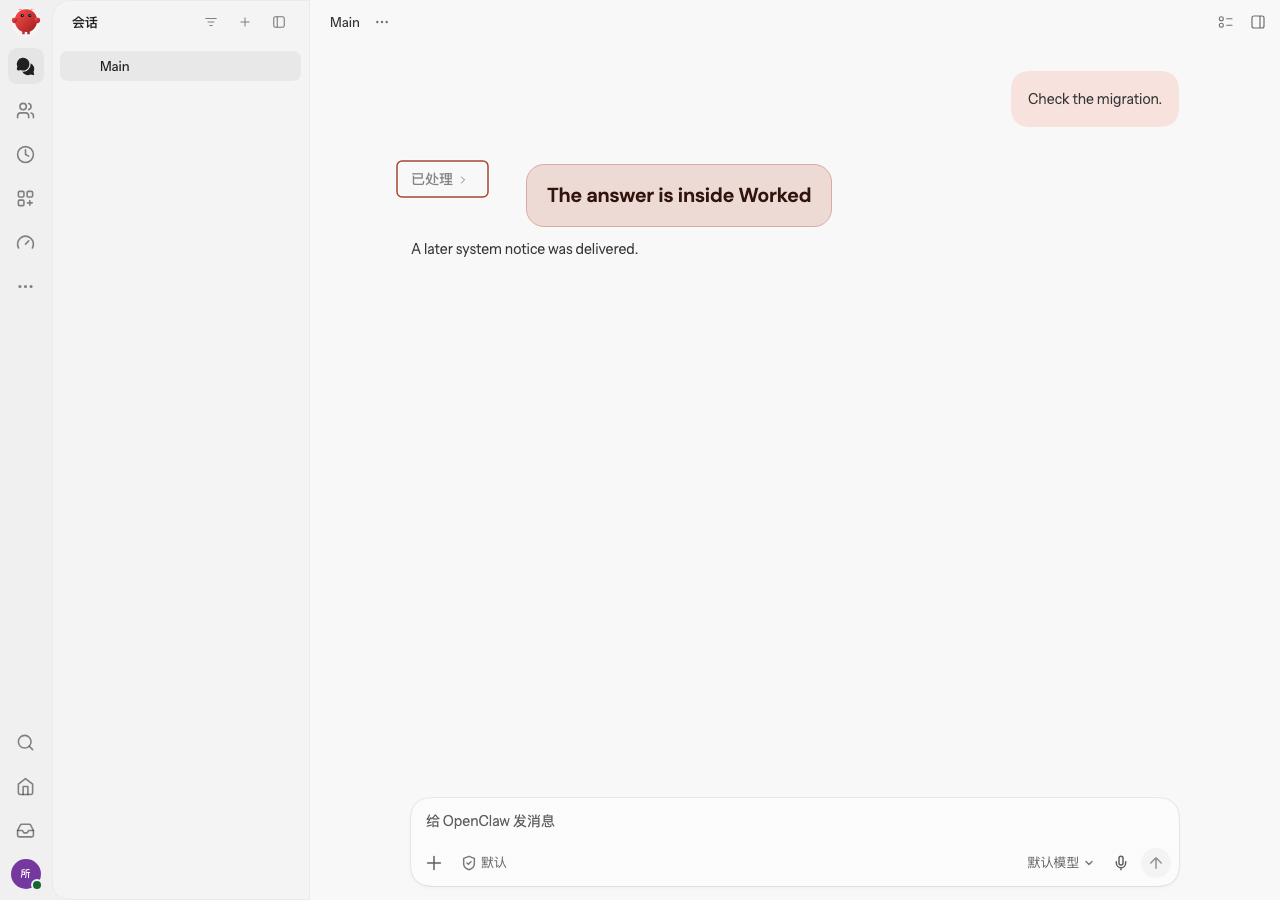 会话
Main
Main
Check the migration.
已处理
The answer is inside Worked
A later system notice was delivered.
给 OpenClaw 发消息
默认
默认模型
所